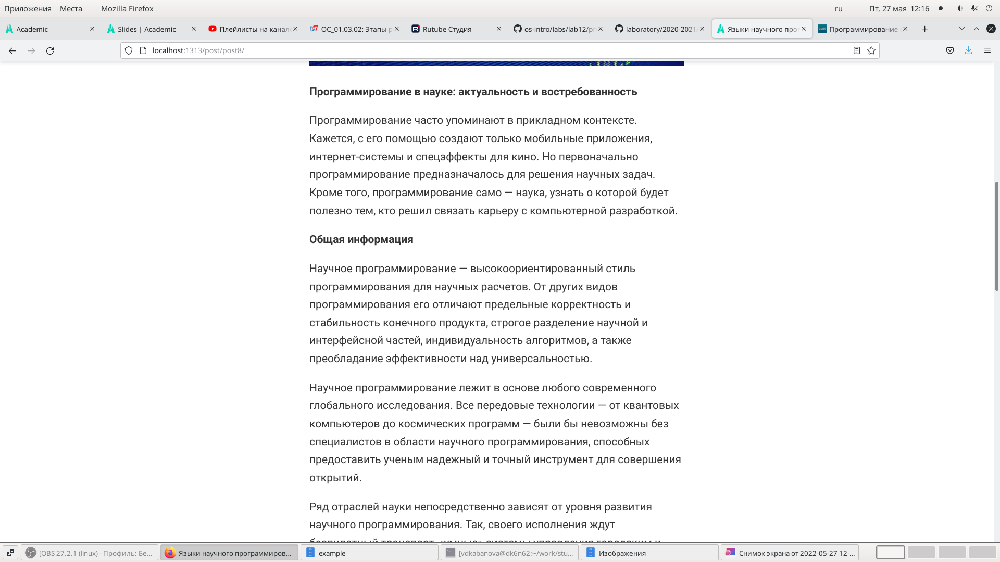 Приложения Места Mozilla Firefox ru Пт, 27 мая 12:16
Academic Slides | Academic Плейлисты на канале ОС_01.03.02: Этапы р Rutube Студия os-intro/labs/lab12/pr laboratory/2020-2021/ Языки научного прог Программирование
localhost:1313/post/post8/
Программирование в науке: актуальность и востребованность
Программирование часто упоминают в прикладном контексте.
Кажется, с его помощью создают только мобильные приложения,
интернет-системы и спецэффекты для кино. Но первоначально
программирование предназначалось для решения научных задач.
Кроме того, программирование само — наука, узнать о которой будет
полезно тем, кто решил связать карьеру с компьютерной разработкой.
Общая информация
Научное программирование — высокоориентированный стиль
программирования для научных расчетов. От других видов
программирования его отличают предельные корректность и
стабильность конечного продукта, строгое разделение научной и
интерфейсной частей, индивидуальность алгоритмов, а также
преобладание эффективности над универсальностью.
Научное программирование лежит в основе любого современного
глобального исследования. Все передовые технологии — от квантовых
компьютеров до космических программ — были бы невозможны без
специалистов в области научного программирования, способных
предоставить ученым надежный и точный инструмент для совершения
открытий.
Ряд отраслей науки непосредственно зависят от уровня развития
научного программирования. Так, своего исполнения ждут
беспилотный транспорт, «умные» системы управления городским и
[OBS 27.2.1 (linux) - Профиль: Бе... Языки научного программиров... example [vdkabanova@dk6n62:~/work/stu... Изображения Снимок экрана от 2022-05-27 12-...